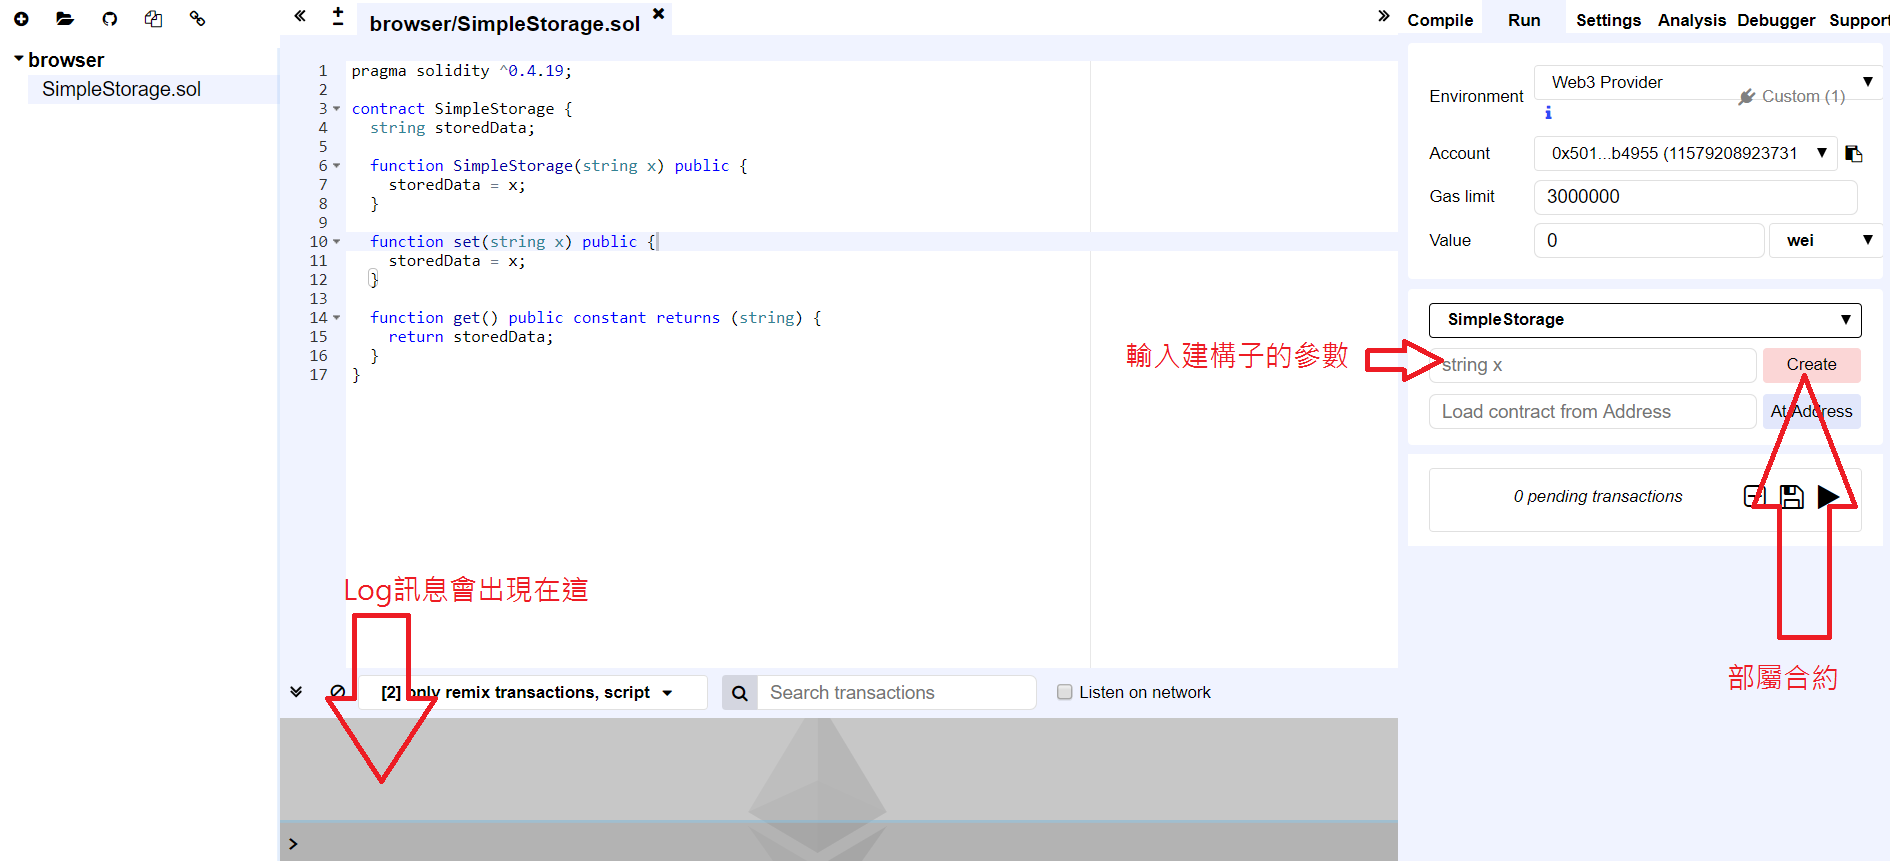 browser/SimpleStorage.sol
Compile
Run
Settings
Analysis
Debugger
Support
browser
SimpleStorage.sol
1 pragma solidity ^0.4.19;
2
3 contract SimpleStorage {
4 string storedData;
5
6 function SimpleStorage(string x) public {
7 storedData = x;
8 }
9
10 function set(string x) public {
11 storedData = x;
12 }
13
14 function get() public constant returns (string) {
15 return storedData;
16 }
17 }
Environment
Web3 Provider
Custom (1)
Account
0x501...b4955 (11579208923731
Gas limit
3000000
Value
0
wei
SimpleStorage
輸入建構子的參數
string x
Create
Load contract from Address
At Address
0 pending transactions
Log訊息會出現在這
部屬合約
[2] only remix transactions, script
Search transactions
Listen on network
>